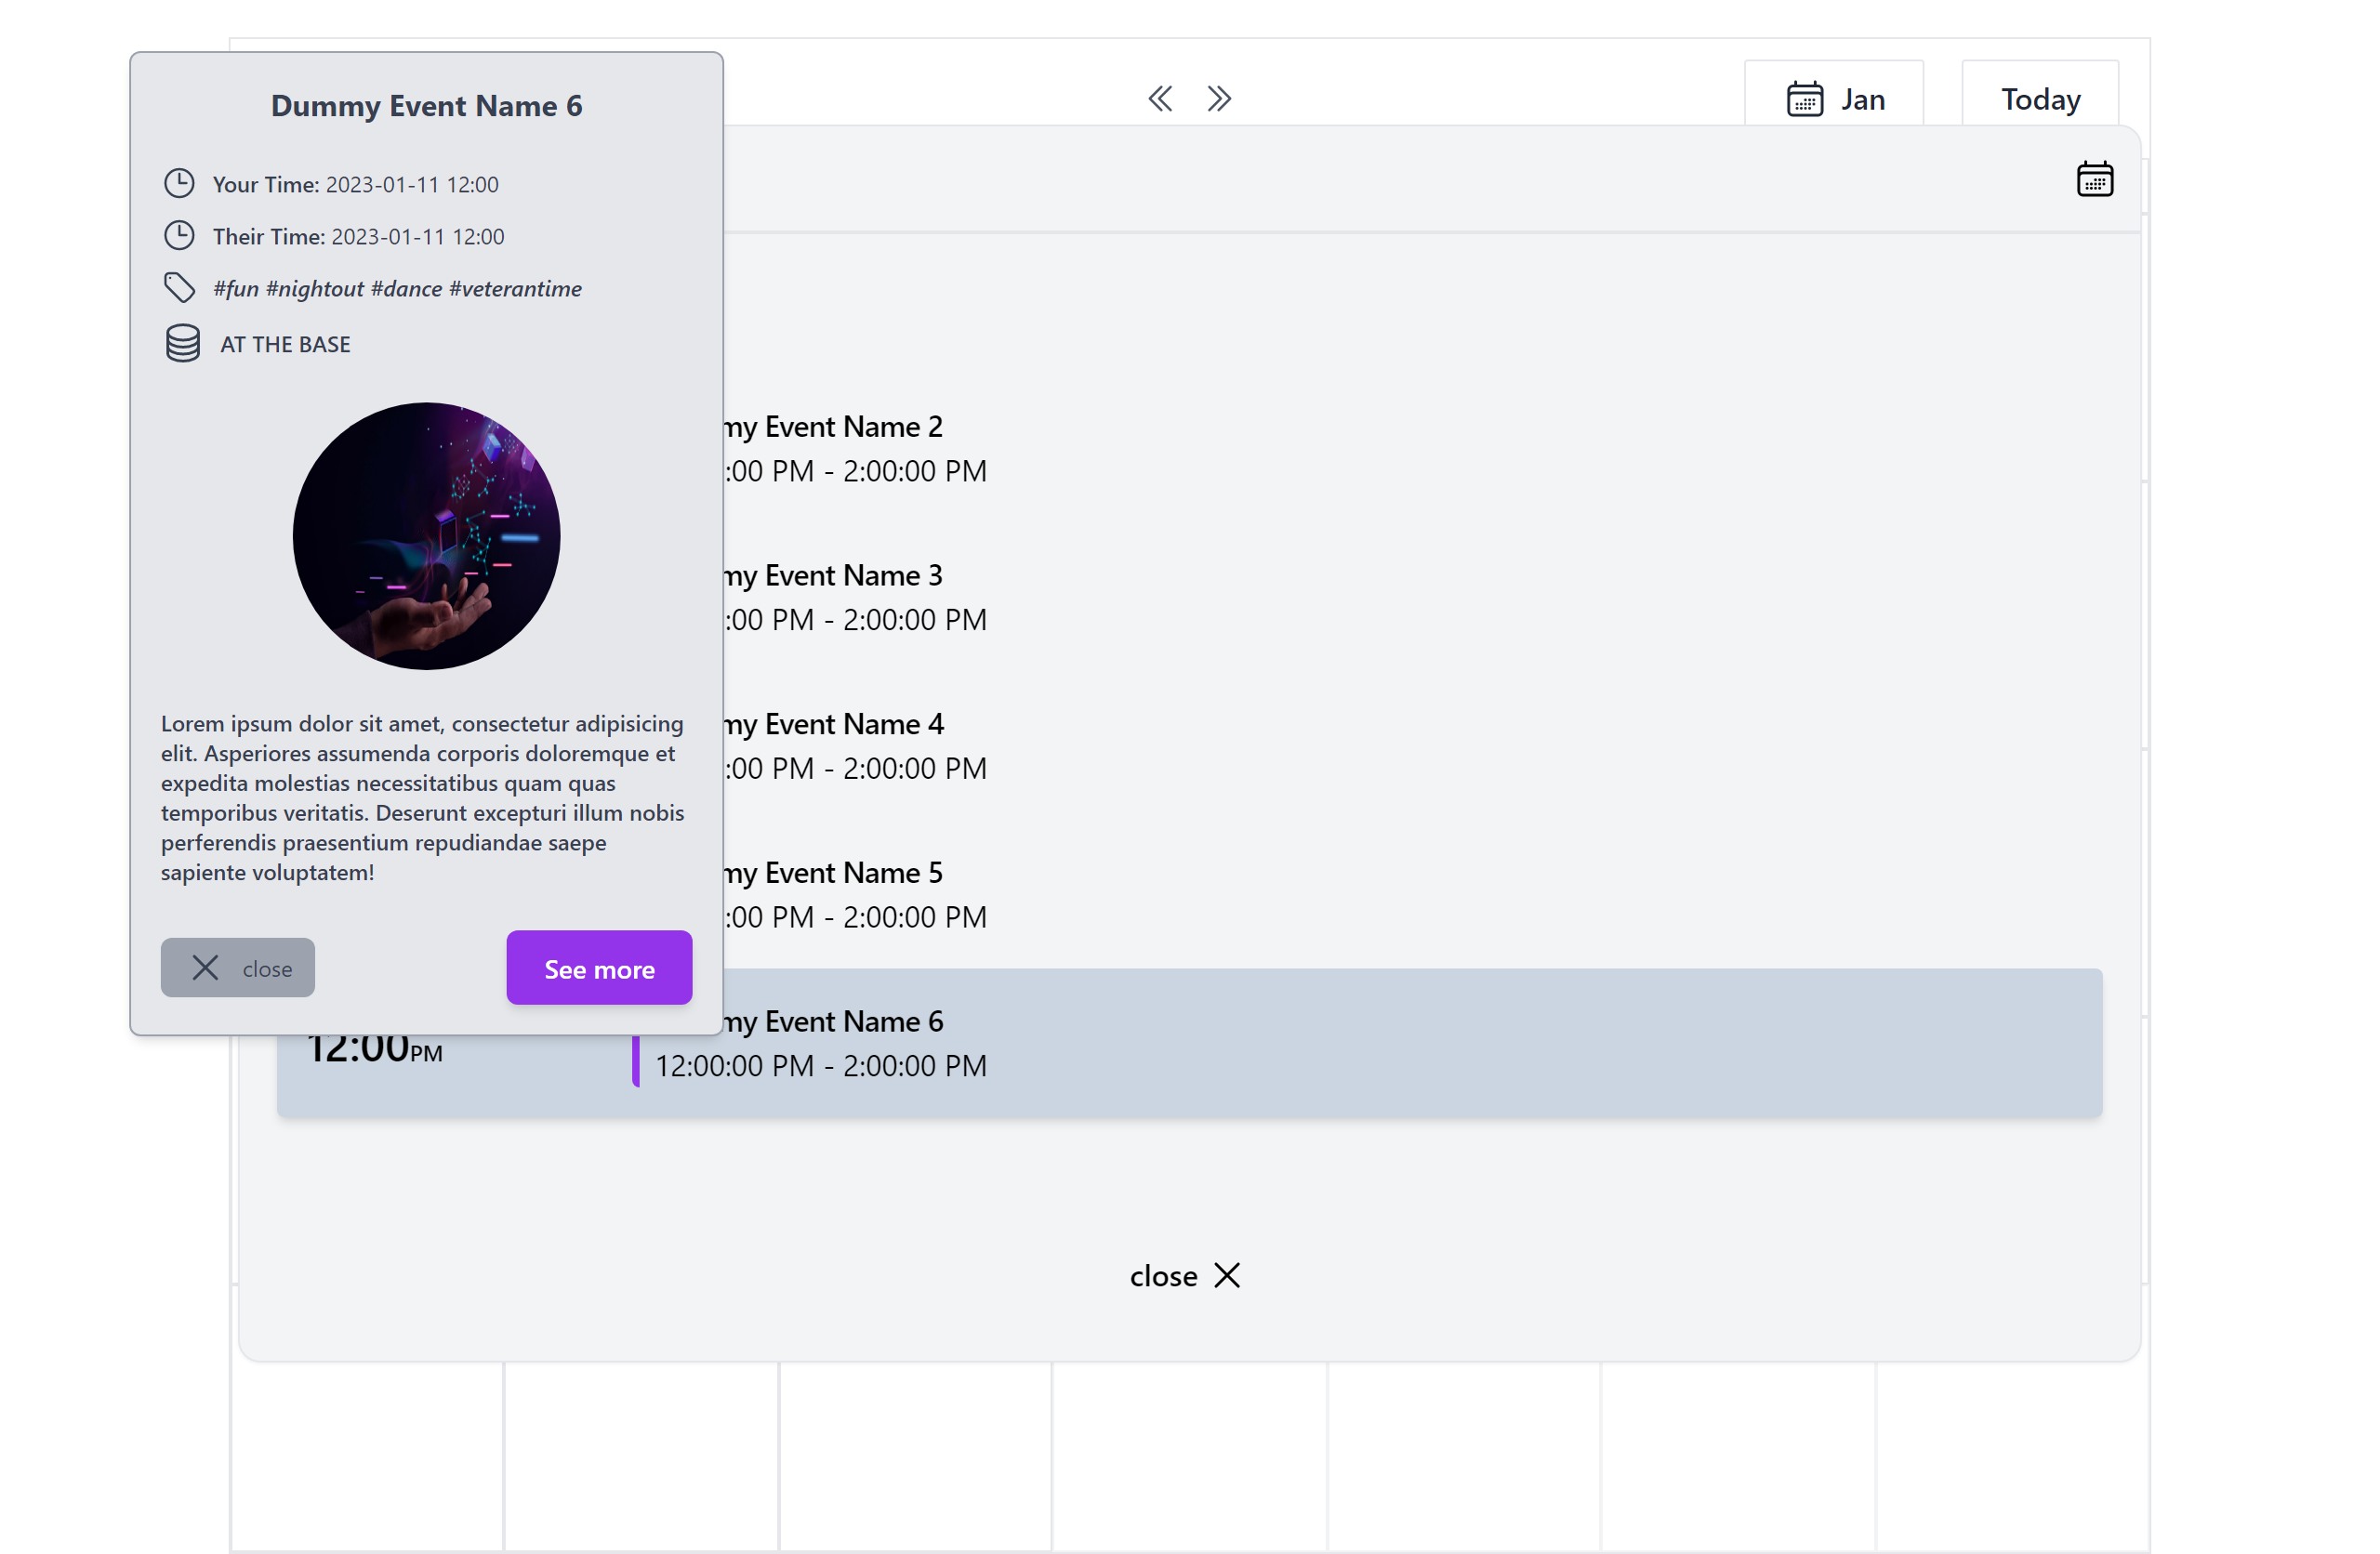 Dummy Event Name 6
Your Time: 2023-01-11 12:00
Their Time: 2023-01-11 12:00
#fun #nightout #dance #veterantime
AT THE BASE
Lorem ipsum dolor sit amet, consectetur adipisicing
elit. Asperiores assumenda corporis doloremque et
expedita molestias necessitatibus quam quas
temporibus veritatis. Deserunt excepturi illum nobis
perferendis praesentium repudiandae saepe
sapiente voluptatem!
close
See more
Jan
Today
my Event Name 2
:00 PM - 2:00:00 PM
my Event Name 3
:00 PM - 2:00:00 PM
my Event Name 4
:00 PM - 2:00:00 PM
my Event Name 5
:00 PM - 2:00:00 PM
12:00PM
my Event Name 6
12:00:00 PM - 2:00:00 PM
close